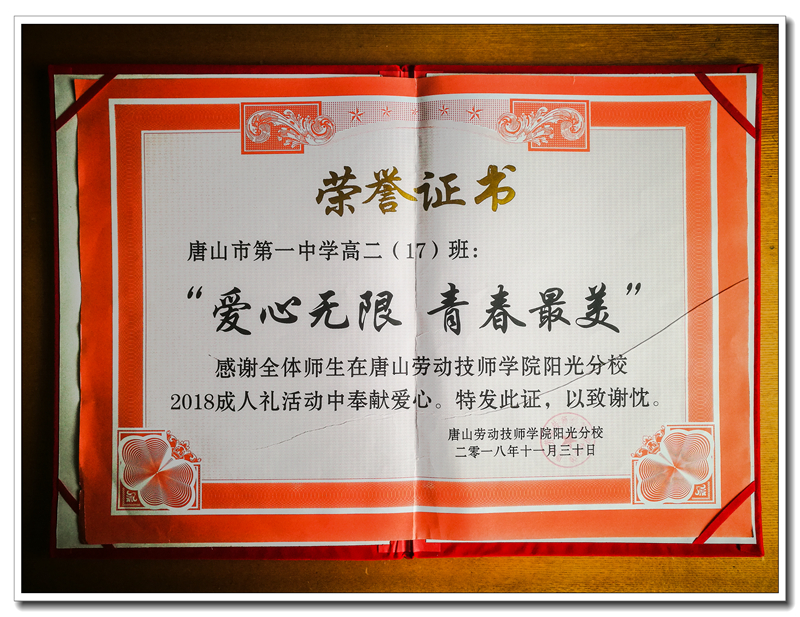 荣誉证书
唐山市第一中学高二（17）班：
“爱心无限 青春最美”
感谢全体师生在唐山劳动技师学院阳光分校
2018成人礼活动中奉献爱心。特发此证，以致谢忱。
唐山劳动技师学院阳光分校
二零一八年十一月三十日